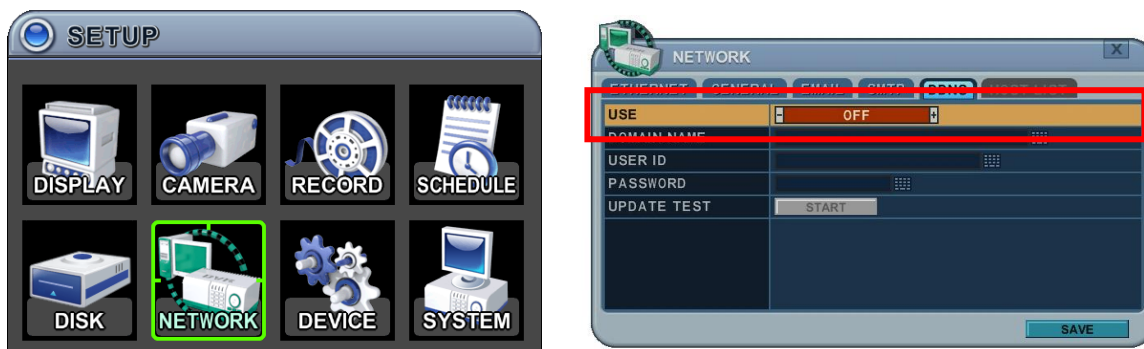 SETUP
DISPLAY
CAMERA
RECORD
SCHEDULE
DISK
NETWORK
DEVICE
SYSTEM
NETWORK
X
ETHERNET GENERAL EMAIL SMTP DDNS
USE - OFF +
DOMAIN NAME
USER ID
PASSWORD
UPDATE TEST START
SAVE